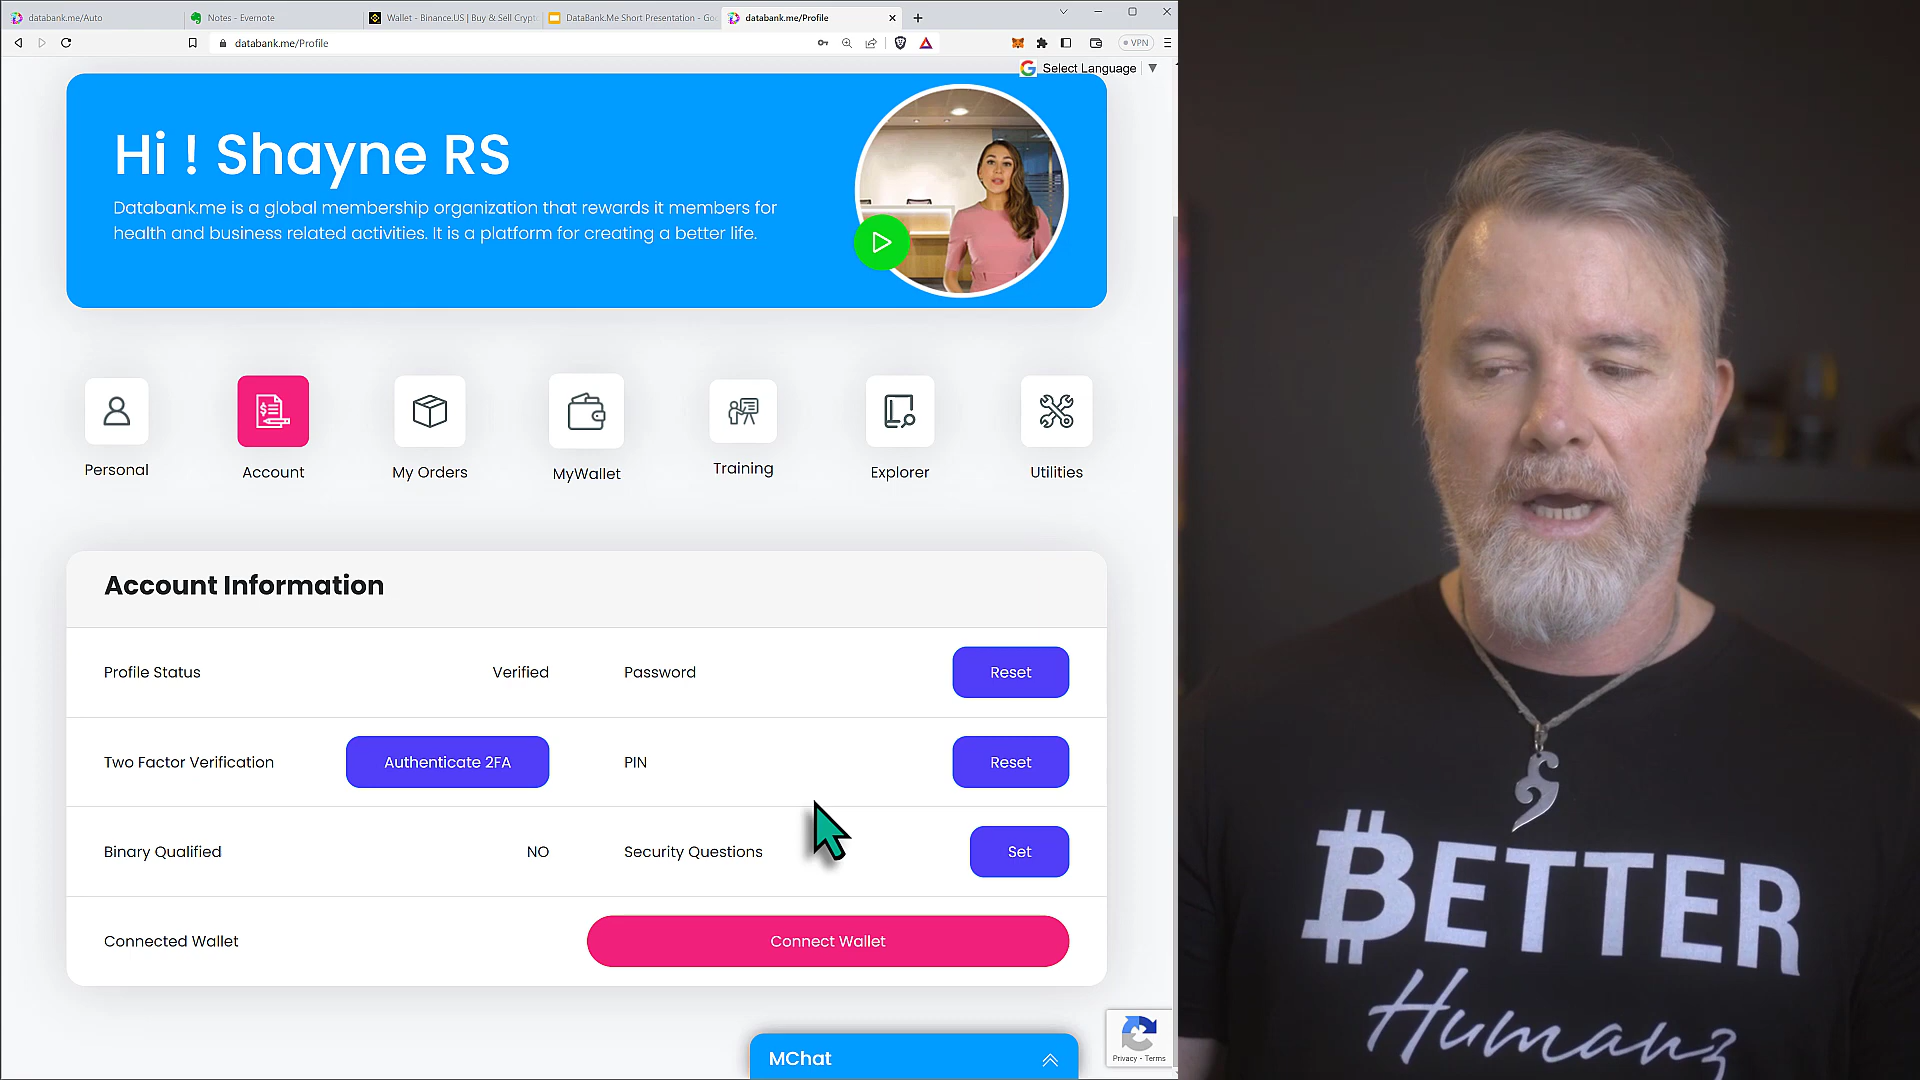 databank.me/Auto
Notes - Evernote
Wallet - Binance.US | Buy & Sell Crypt
DataBank.Me Short Presentation - Go
databank.me/Profile
databank.me/Profile
VPN
Select Language
Hi ! Shayne RS
Databank.me is a global membership organization that rewards it members for
health and business related activities. It is a platform for creating a better life.
Personal
Account
My Orders
MyWallet
Training
Explorer
Utilities
Account Information
Profile Status
Verified
Password
Reset
Two Factor Verification
Authenticate 2FA
PIN
Reset
Binary Qualified
NO
Security Questions
Set
Connected Wallet
Connect Wallet
MChat
Privacy - Terms
₿ETTER
Humanz